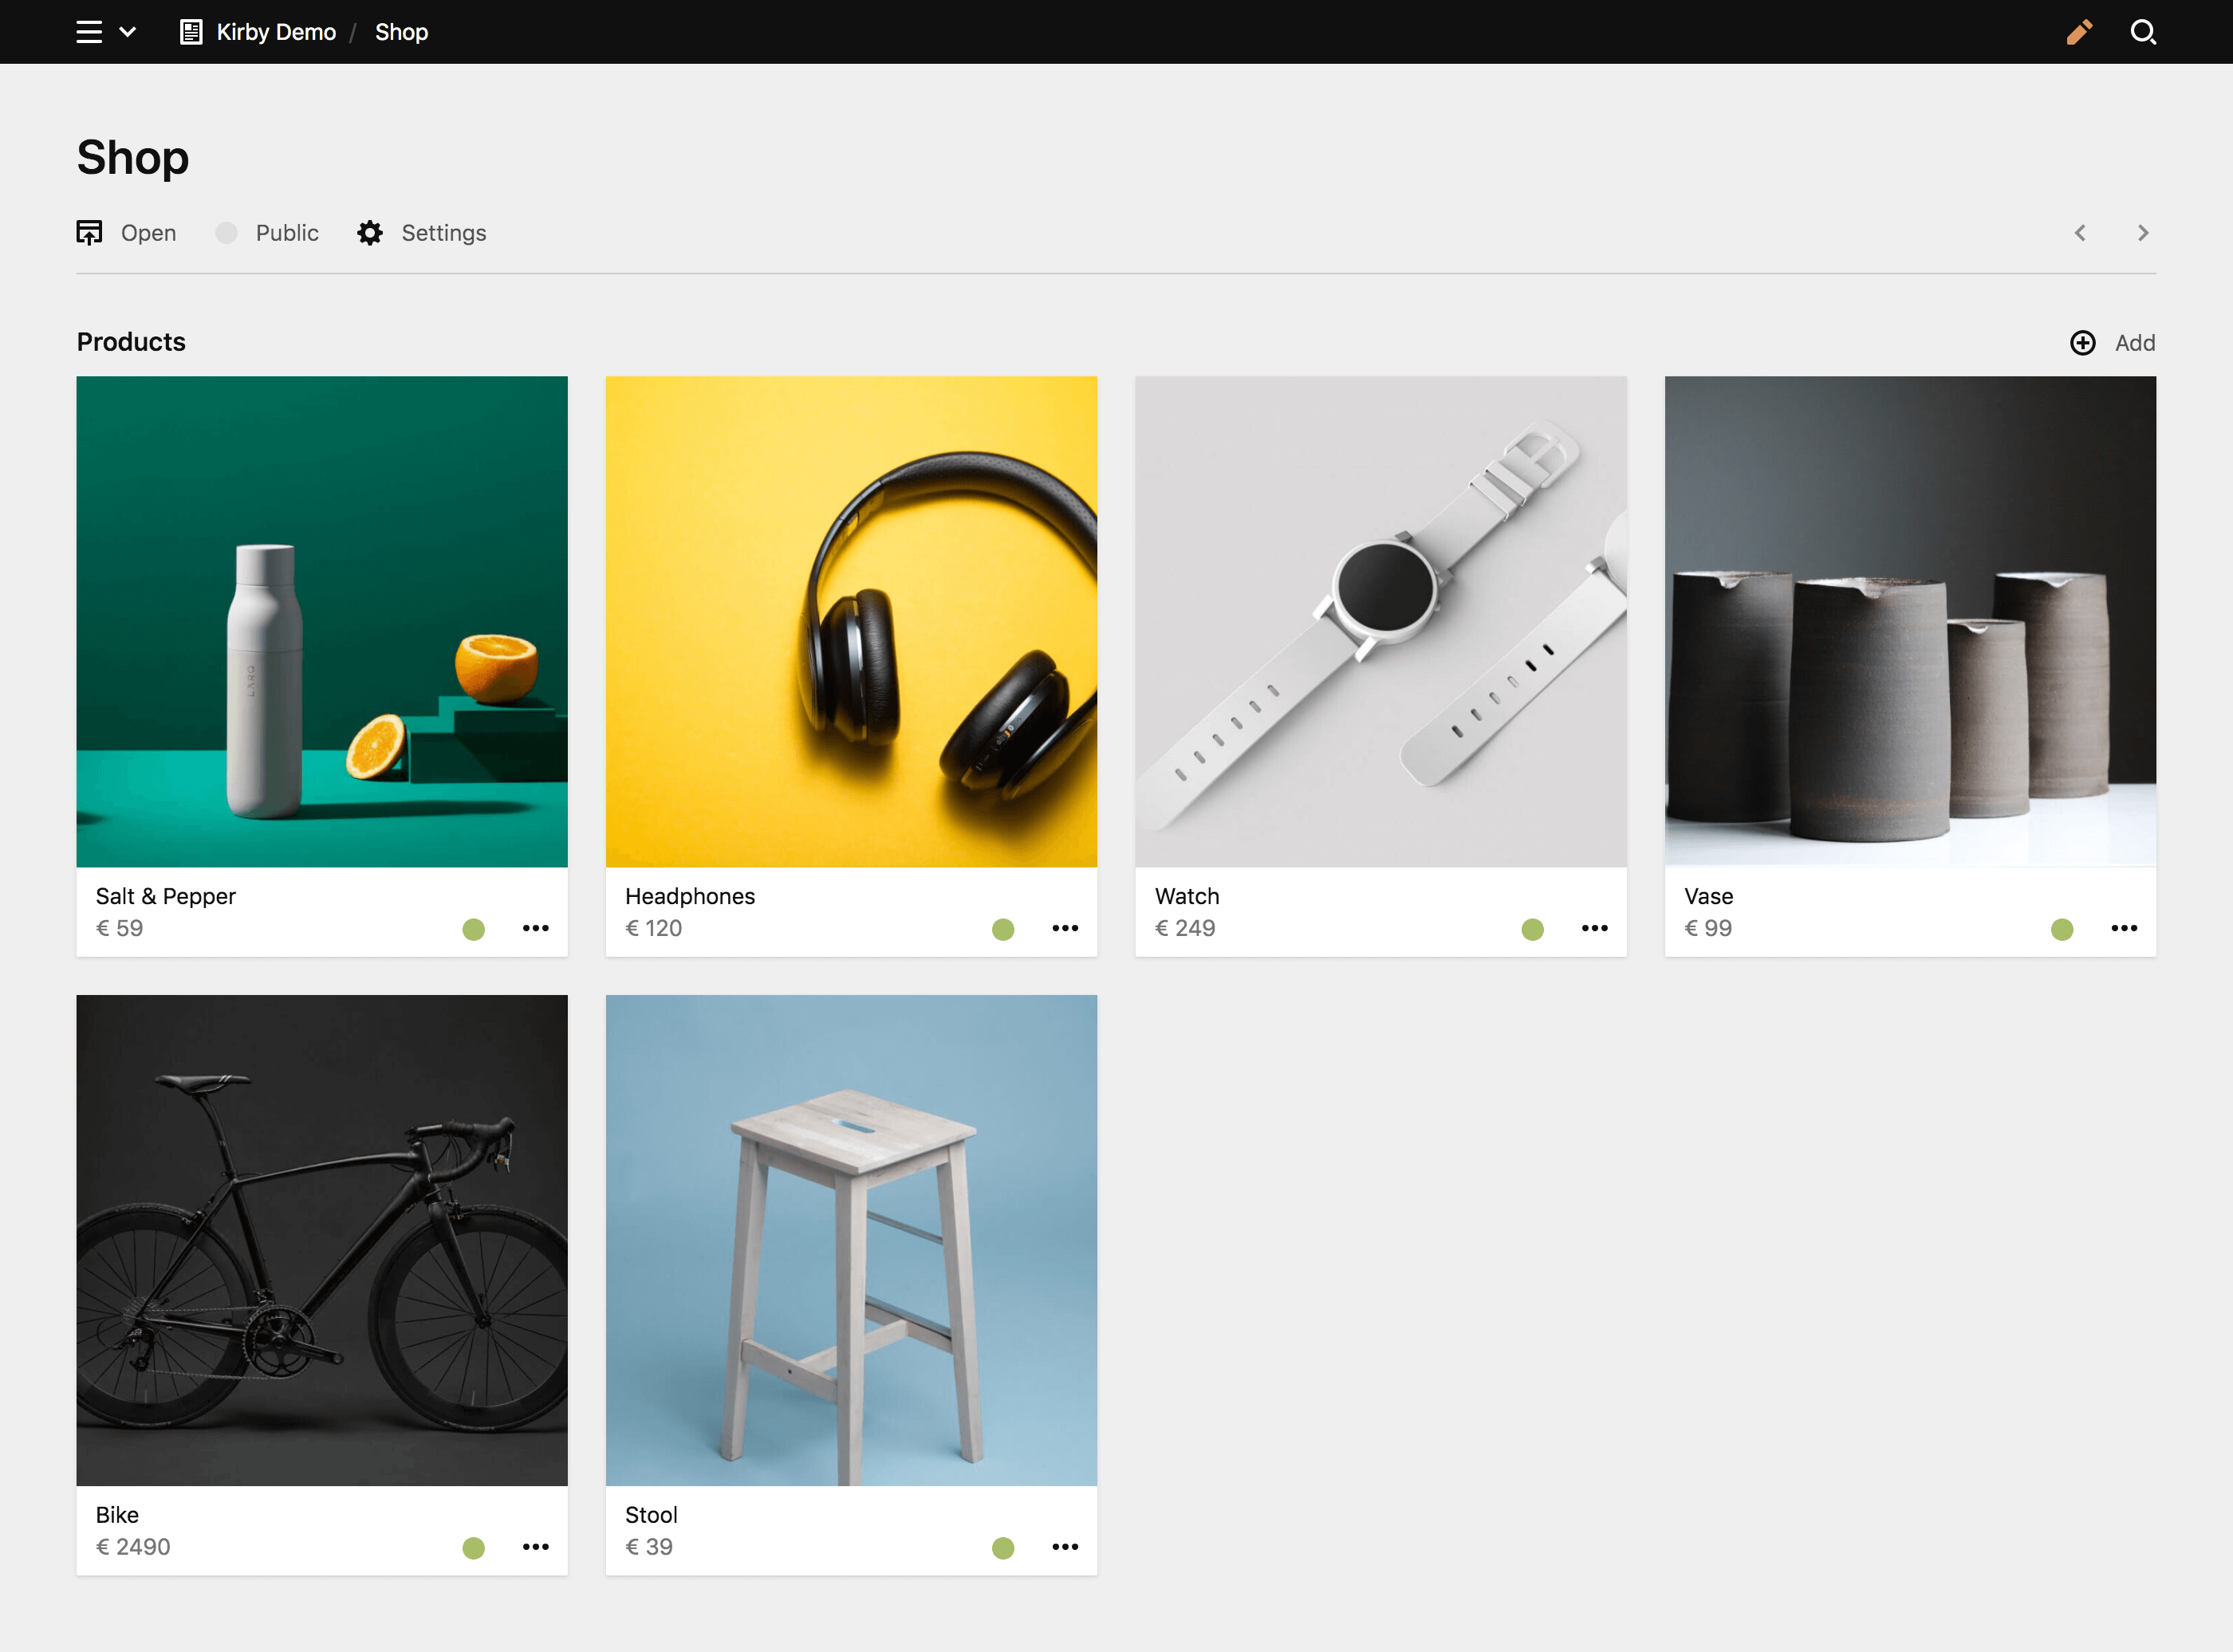 Kirby Demo / Shop
Shop
Open Public Settings
Products
Add
LARQ
Salt & Pepper
€ 59
Headphones
€ 120
Watch
€ 249
Vase
€ 99
Bike
€ 2490
Stool
€ 39